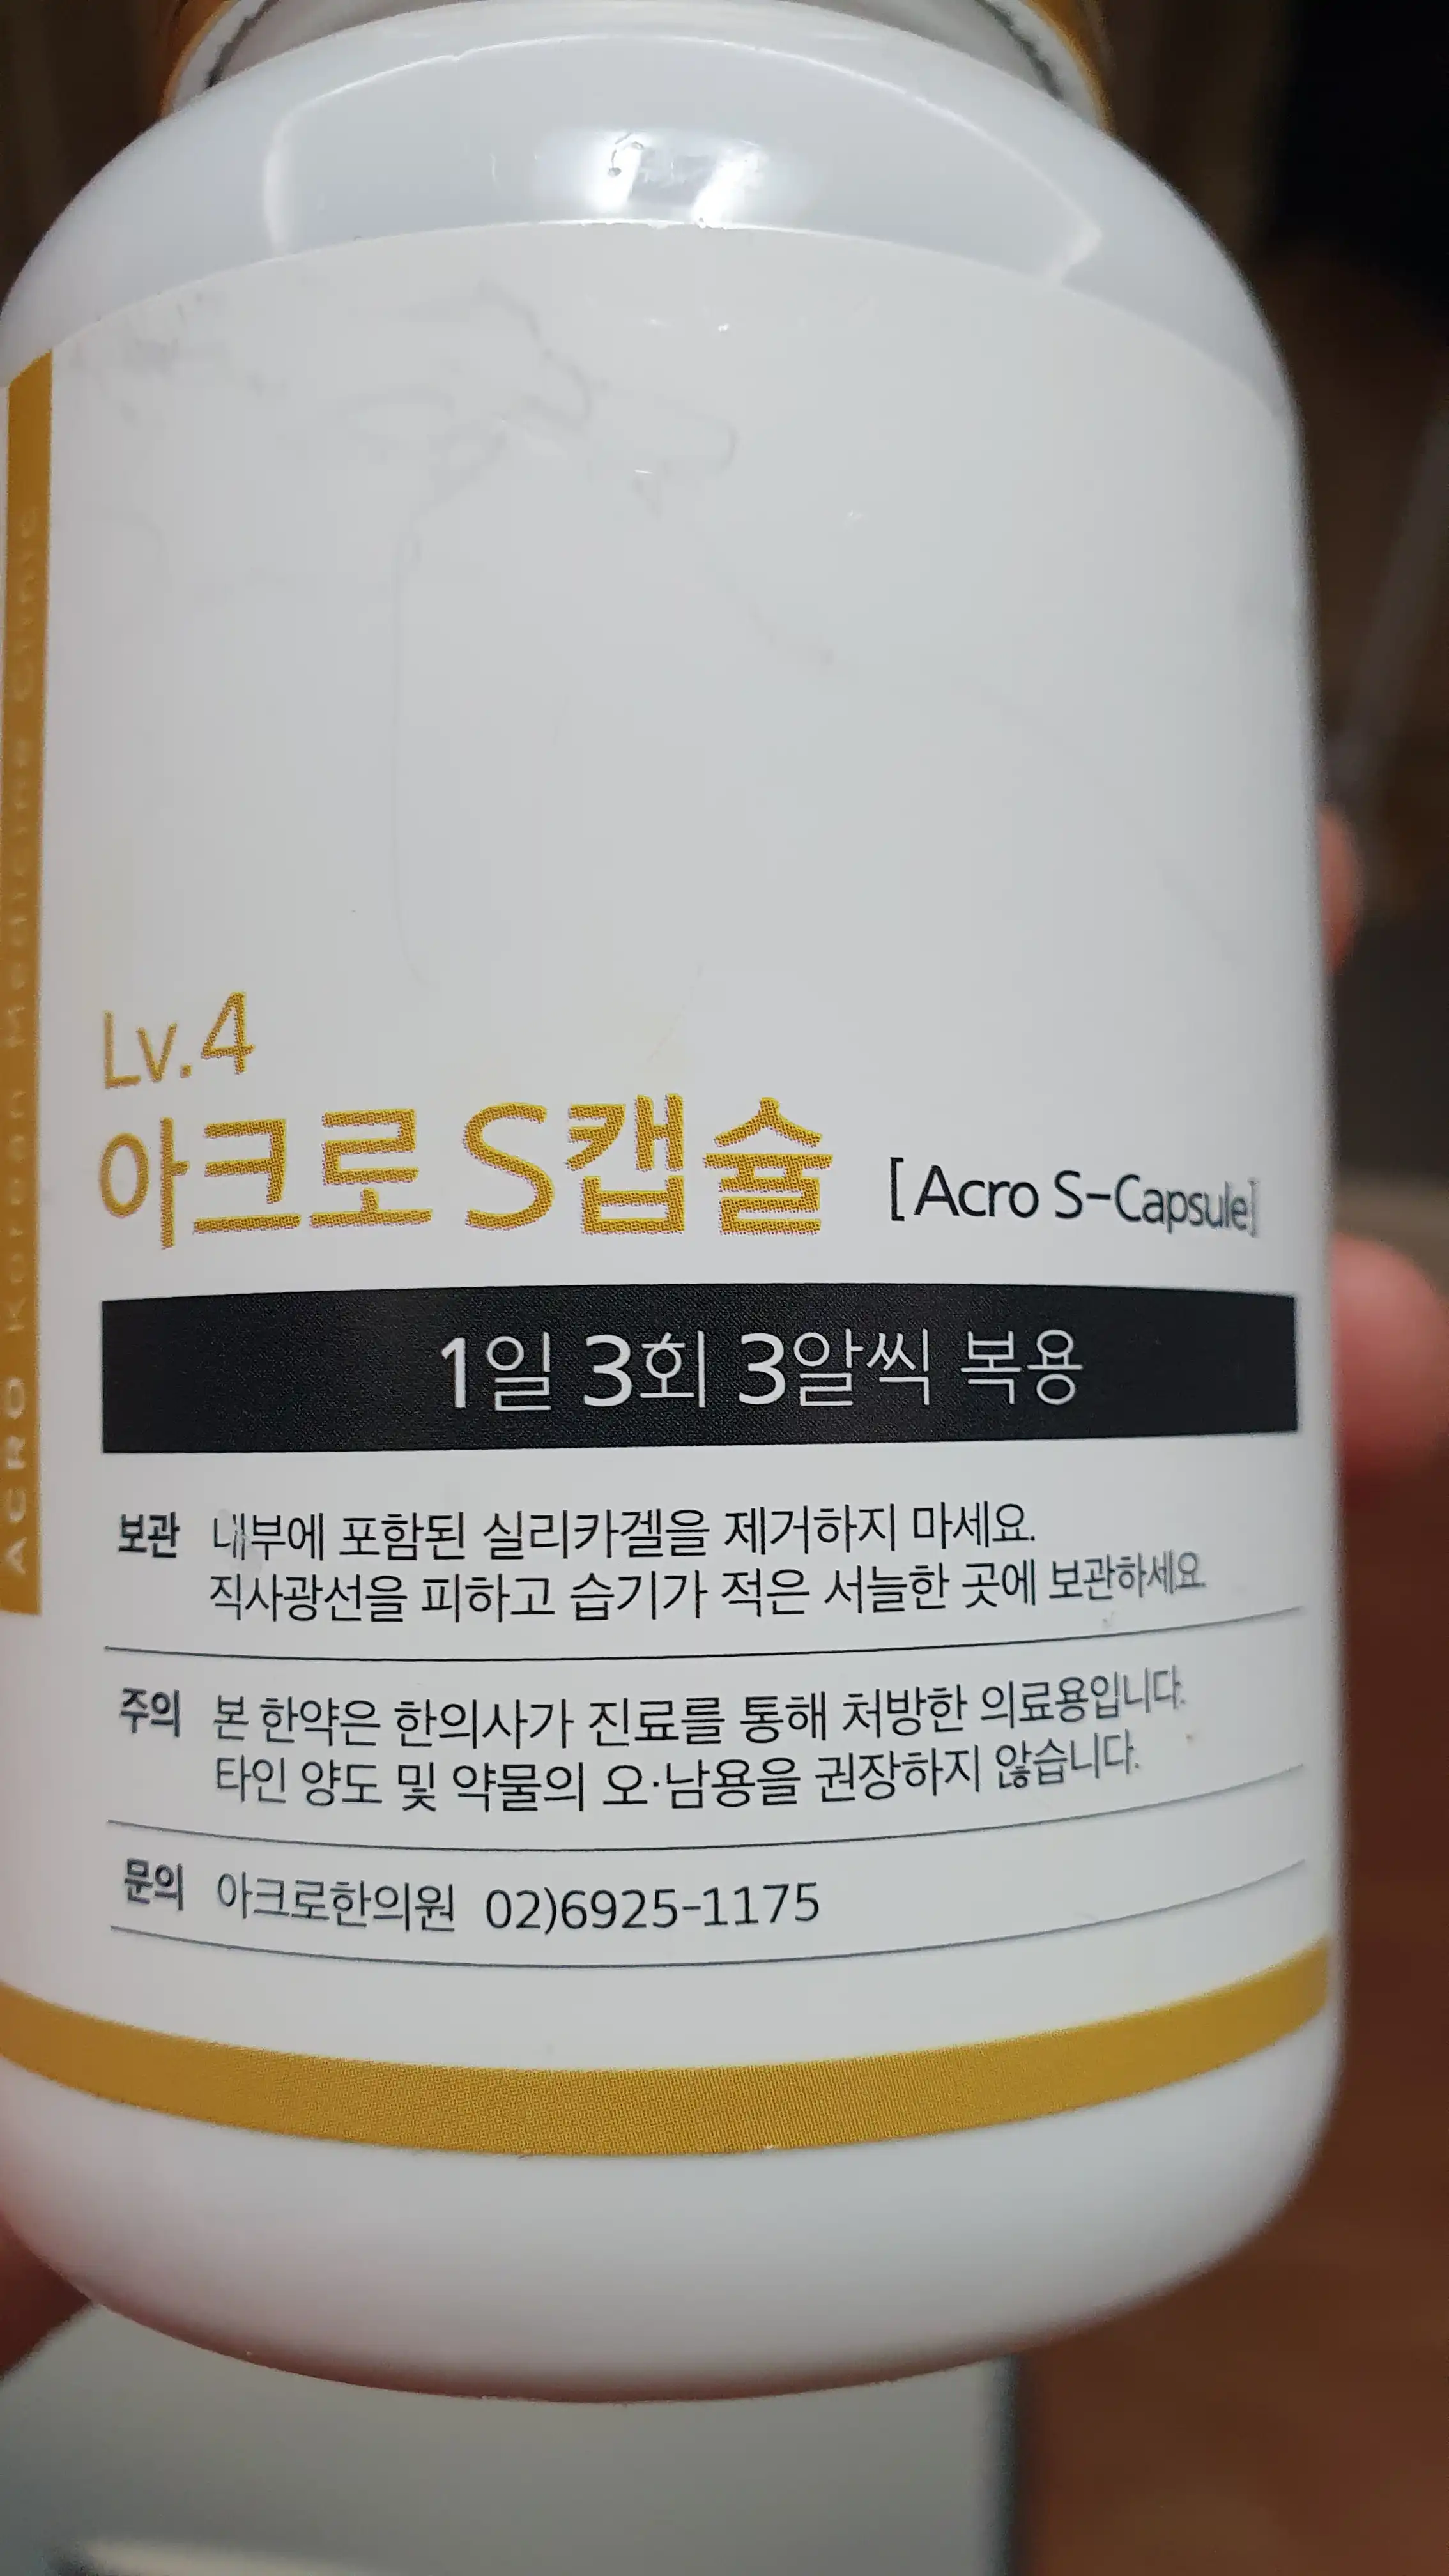 ACRO Korean Medicine Clinic
Lv.4
아크로 S캡슐 [Acro S-Capsule]
1일 3회 3알씩 복용
보관 내부에 포함된 실리카겔을 제거하지 마세요.
직사광선을 피하고 습기가 적은 서늘한 곳에 보관하세요.
주의 본 한약은 한의사가 진료를 통해 처방한 의료용입니다.
타인 양도 및 약물의 오·남용을 권장하지 않습니다.
문의 아크로한의원 02)6925-1175